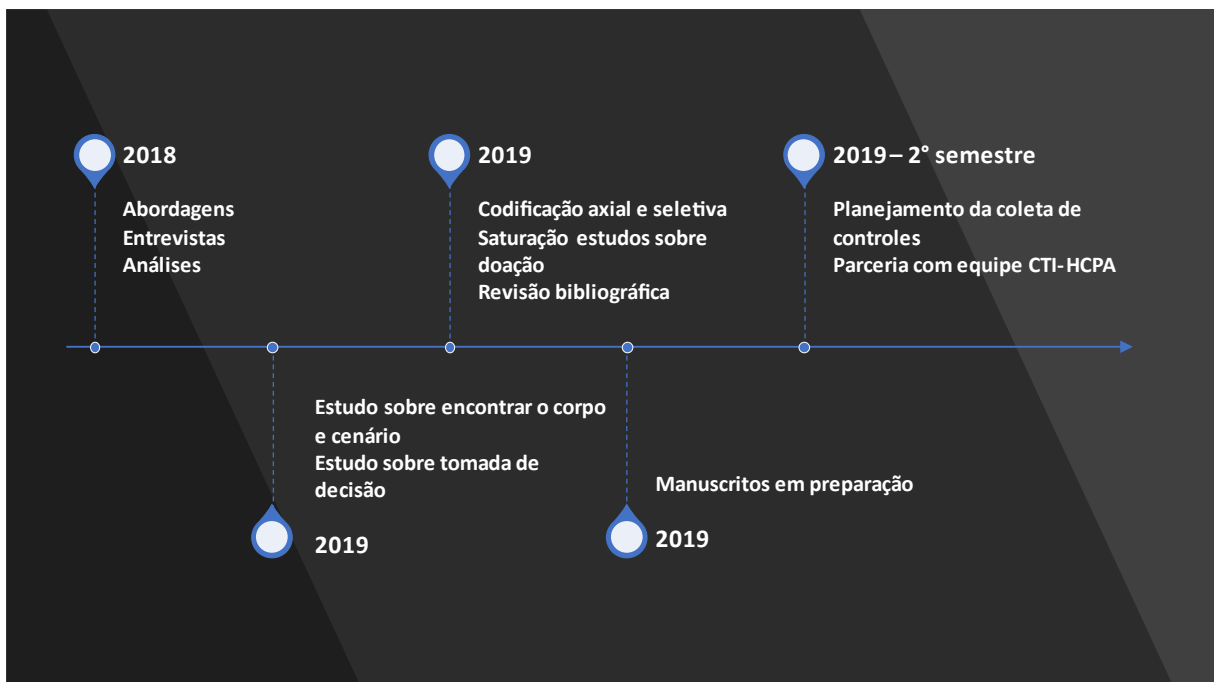 2018
Abordagens
Entrevistas
Análises
Estudo sobre encontrar o corpo
e cenário
Estudo sobre tomada de
decisão
2019
2019
Codificação axial e seletiva
Saturação estudos sobre
doação
Revisão bibliográfica
Manuscritos em preparação
2019
2019 – 2° semestre
Planejamento da coleta de
controles
Parceria com equipe CTI-HCPA